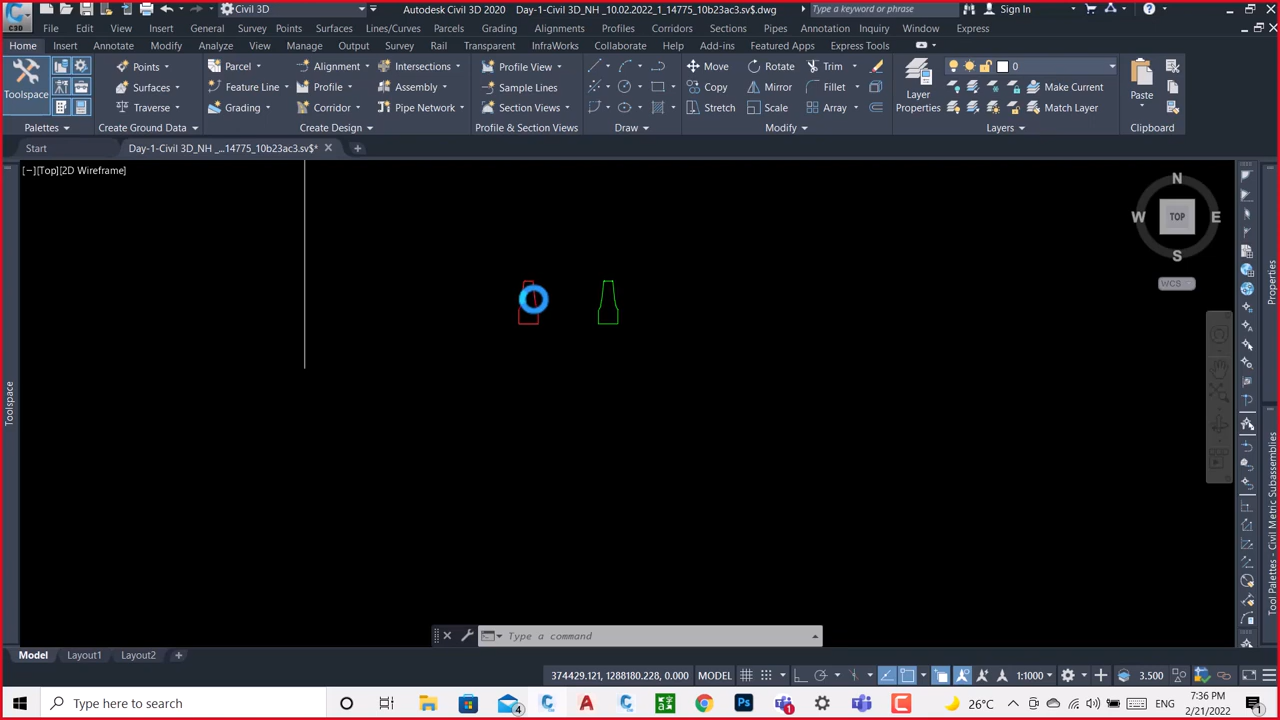 Civil 3D
Autodesk Civil 3D 2020
Day-1-Civil 3D_NH_10.02.2022_1_14775_10b23ac3.sv$.dwg
Type a keyword or phrase
Sign In
C3D
File Edit View Insert General Survey Points Surfaces Lines/Curves Parcels Grading Alignments Profiles Corridors Sections Pipes Annotation Inquiry Window Express
Home Insert Annotate Modify Analyze View Manage Output Survey Rail Transparent InfraWorks Collaborate Help Add-ins Featured Apps Express Tools
Points Parcel Alignment Intersections Profile View Move Rotate Trim 0
Toolspace Surfaces Feature Line Profile Assembly Sample Lines Copy Mirror Fillet Layer Properties Make Current Paste
Traverse Grading Corridor Pipe Network Section Views Stretch Scale Array Match Layer
Palettes Create Ground Data Create Design Profile & Section Views Draw Modify Layers Clipboard
Start Day-1-Civil 3D_NH _...14775_10b23ac3.sv$*
[−][Top][2D Wireframe]
N
W TOP E
S
WCS
Properties
Toolspace
Tool Palettes - Civil Metric Subassemblies
Type a command
Model Layout1 Layout2
374429.121, 1288180.228, 0.000 MODEL 1:1000 3.500
Type here to search 4 1 26°C ENG 7:36 PM
2/21/2022 1